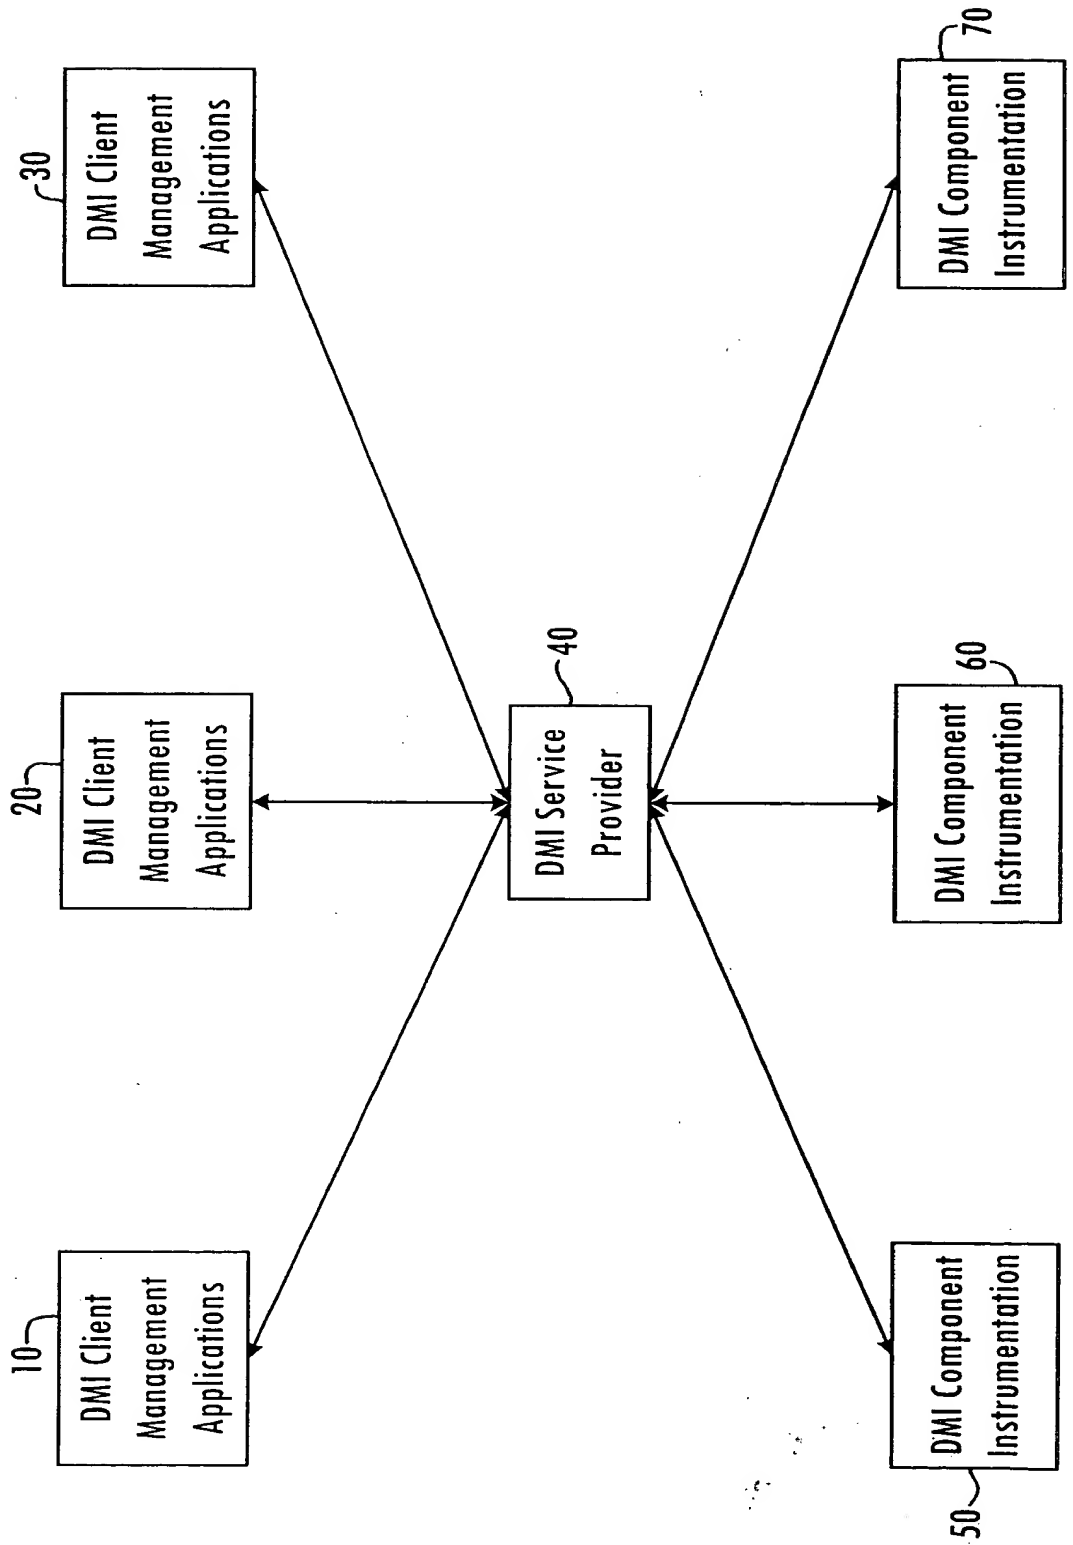 10
DMI Client
Management
Applications
20
DMI Client
Management
Applications
30
DMI Client
Management
Applications
40
DMI Service
Provider
50
DMI Component
Instrumentation
60
DMI Component
Instrumentation
70
DMI Component
Instrumentation